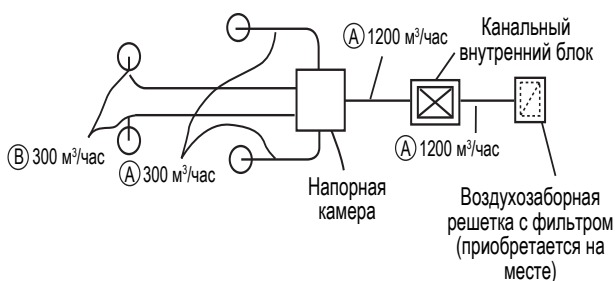 Ⓐ 1200 м³/час
Канальный
внутренний блок
Ⓑ 300 м³/час
Ⓐ 300 м³/час
Ⓐ 1200 м³/час
Напорная
камера
Воздухозаборная
решетка с фильтром
(приобретается на
месте)